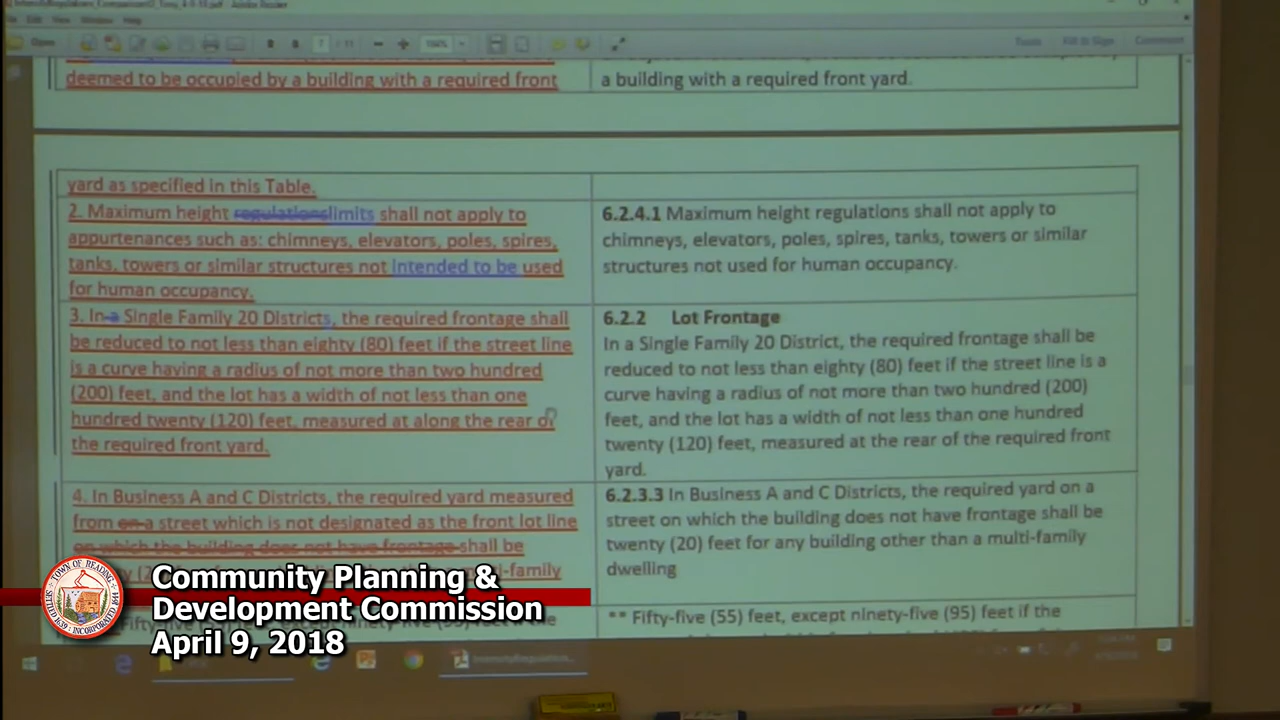 Adobe Reader
Window Help
Open
7 / 11
Tools Fill & Sign Comment
deemed to be occupied by a building with a required front
a building with a required front yard.
yard as specified in this Table.
2. Maximum height regulationslimits shall not apply to
appurtenances such as: chimneys, elevators, poles, spires,
tanks, towers or similar structures not intended to be used
for human occupancy.
6.2.4.1 Maximum height regulations shall not apply to
chimneys, elevators, poles, spires, tanks, towers or similar
structures not used for human occupancy.
3. In a Single Family 20 Districts, the required frontage shall
be reduced to not less than eighty (80) feet if the street line
is a curve having a radius of not more than two hundred
(200) feet, and the lot has a width of not less than one
hundred twenty (120) feet, measured at along the rear of
the required front yard.
6.2.2 Lot Frontage
In a Single Family 20 District, the required frontage shall be
reduced to not less than eighty (80) feet if the street line is a
curve having a radius of not more than two hundred (200)
feet, and the lot has a width of not less than one hundred
twenty (120) feet, measured at the rear of the required front
yard.
4. In Business A and C Districts, the required yard measured
from on a street which is not designated as the front lot line
on which the building does not have frontage shall be
6.2.3.3 In Business A and C Districts, the required yard on a
street on which the building does not have frontage shall be
twenty (20) feet for any building other than a multi-family
dwelling
** Fifty-five (55) feet, except ninety-five (95) feet if the
TOWN OF READING
Community Planning &
Development Commission
April 9, 2018